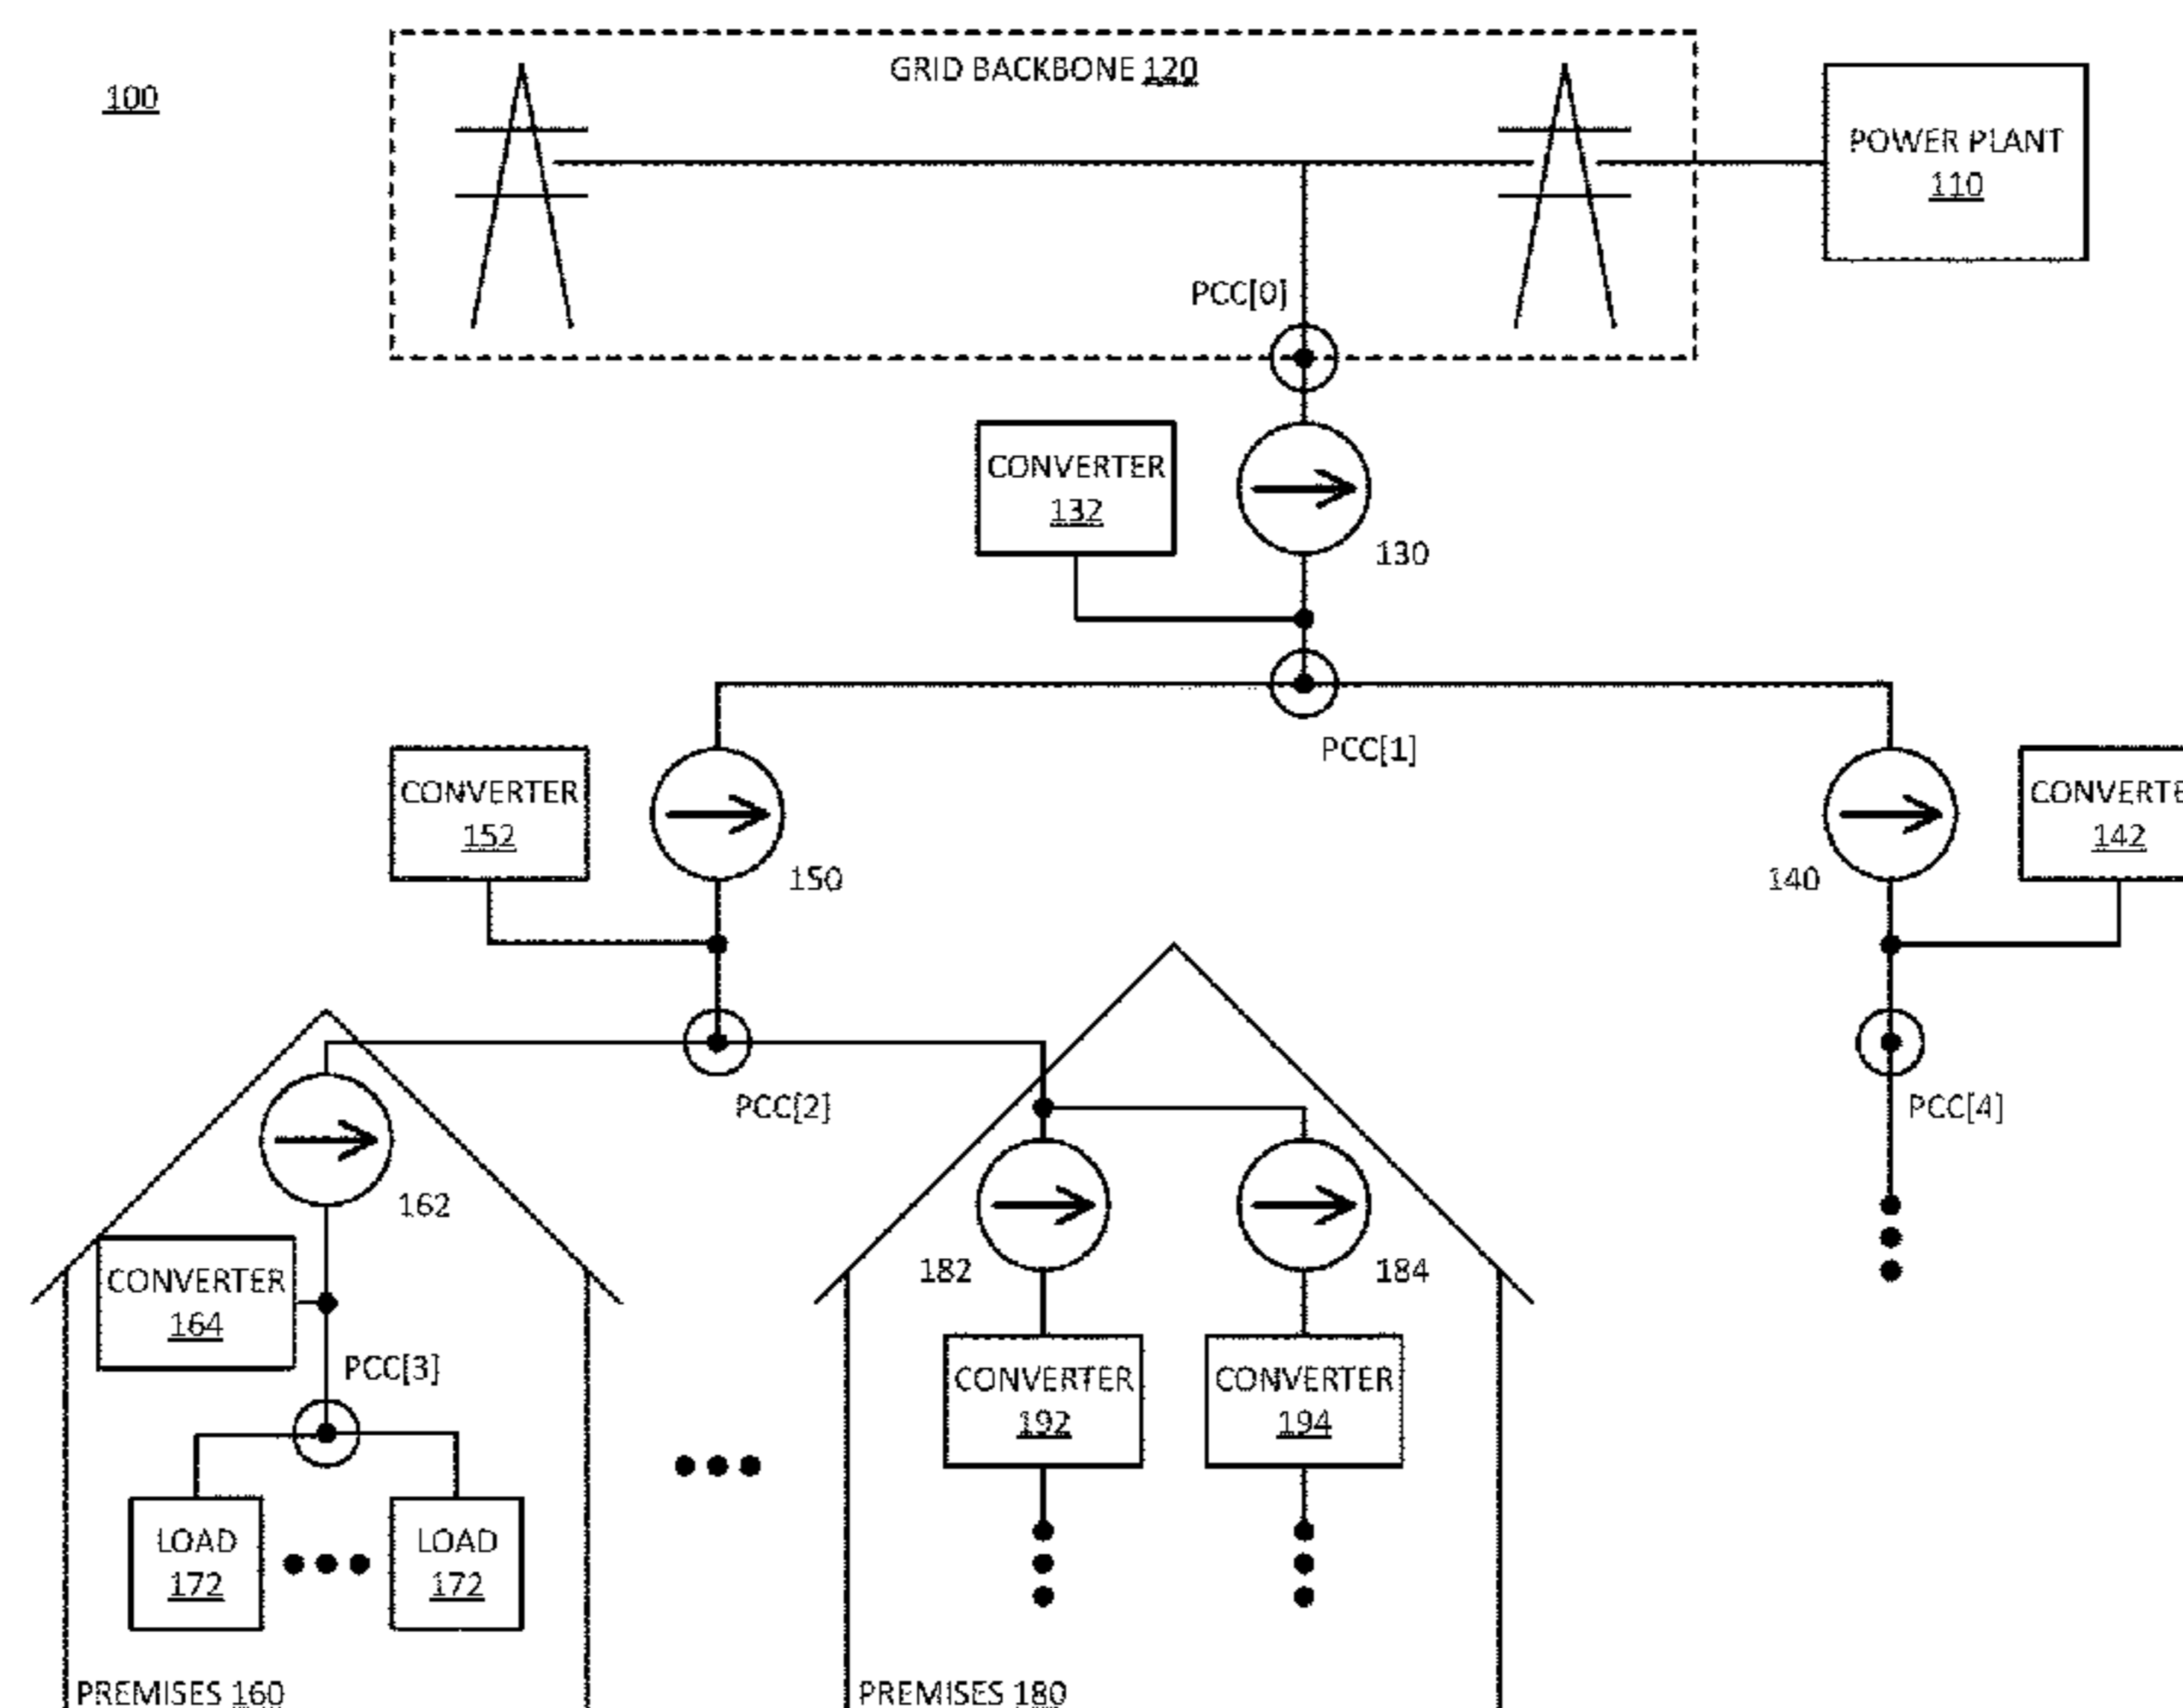 100
GRID BACKBONE 120
POWER PLANT
110
PCC[0]
CONVERTER
132
130
PCC[1]
CONVERTER
152
150
140
CONVERTE
142
PCC[2]
PCC[4]
162
CONVERTER
164
182
184
PCC[3]
CONVERTER
192
CONVERTER
194
LOAD
172
LOAD
172
PREMISES 160
PREMISES 180